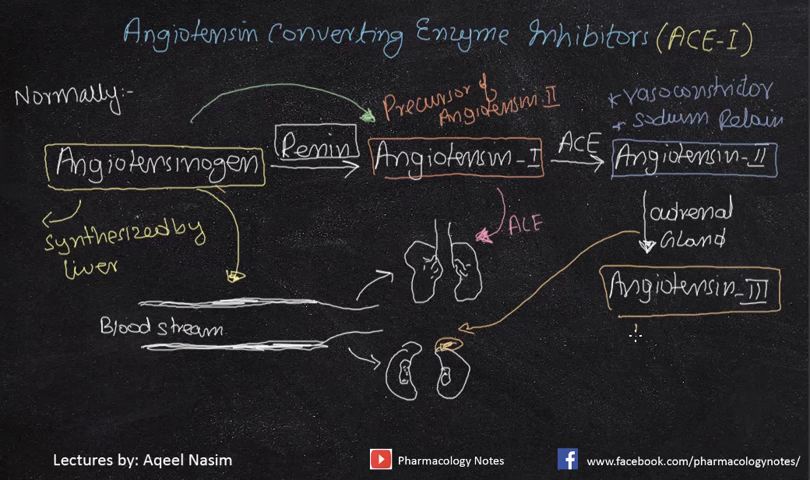 Angiotensin Converting Enzyme Inhibitors (ACE-I)
Normally:-
Precursor of
Angiotensin II
* vasoconstrictor
* Sodium Retain
Angiotensinogen
Renin
Angiotensin-I
ACE
Angiotensin-II
ACE
adrenal
Gland
Synthesized by
liver
Angiotensin-III
Blood stream
Lectures by: Aqeel Nasim
Pharmacology Notes
www.facebook.com/pharmacologynotes/